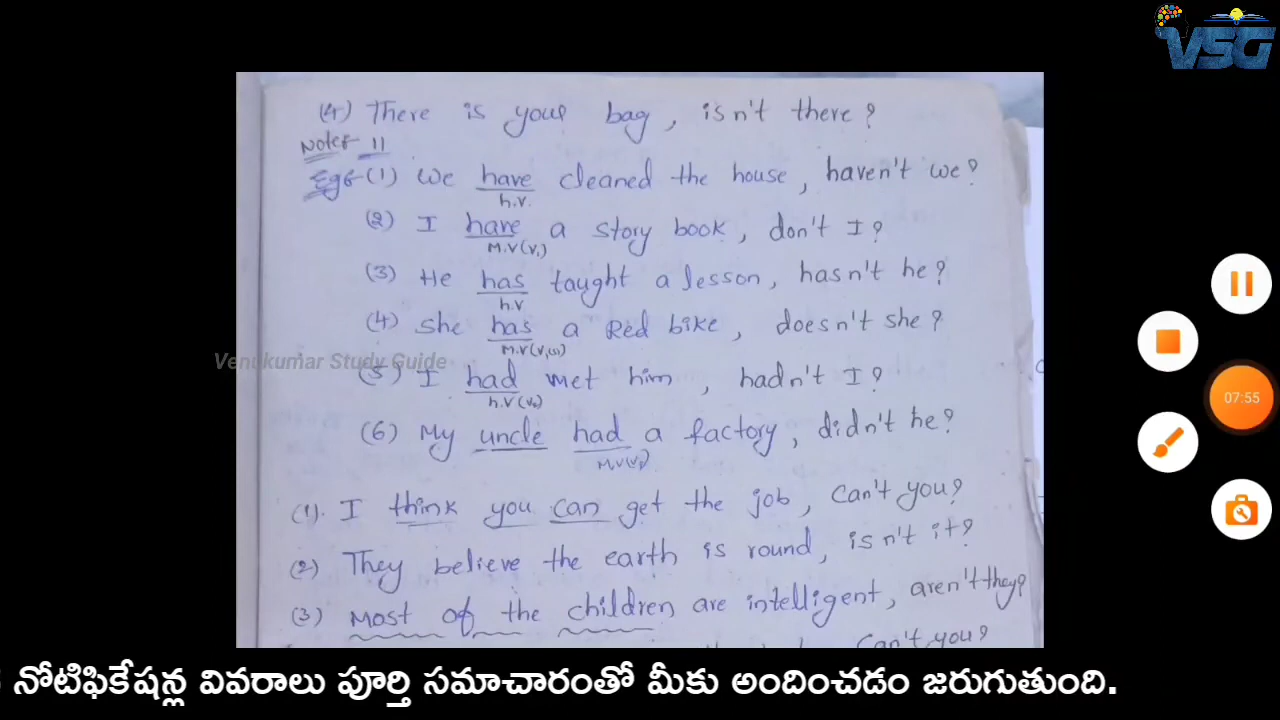 VSG
(4) There is your bag, isn't there?
Note:- 11
Eg:- (1) We have cleaned the house, haven't we?
h.v.
(2) I have a story book, don't I?
M.V(V1)
(3) He has taught a lesson, hasn't he?
h.v
(4) She has a Red bike, doesn't she?
M.V(
Venukumar Study Guide
(5) I had met him, hadn't I?
h.v(
07:55
(6) My uncle had a factory, didn't he?
M.V(
(1). I think you can get the job, can't you?
(2) They believe the earth is round, isn't it?
(3) Most of the children are intelligent, aren't they?
can't you?
నోటిఫికేషన్ల వివరాలు పూర్తి సమాచారంతో మీకు అందించడం జరుగుతుంది.